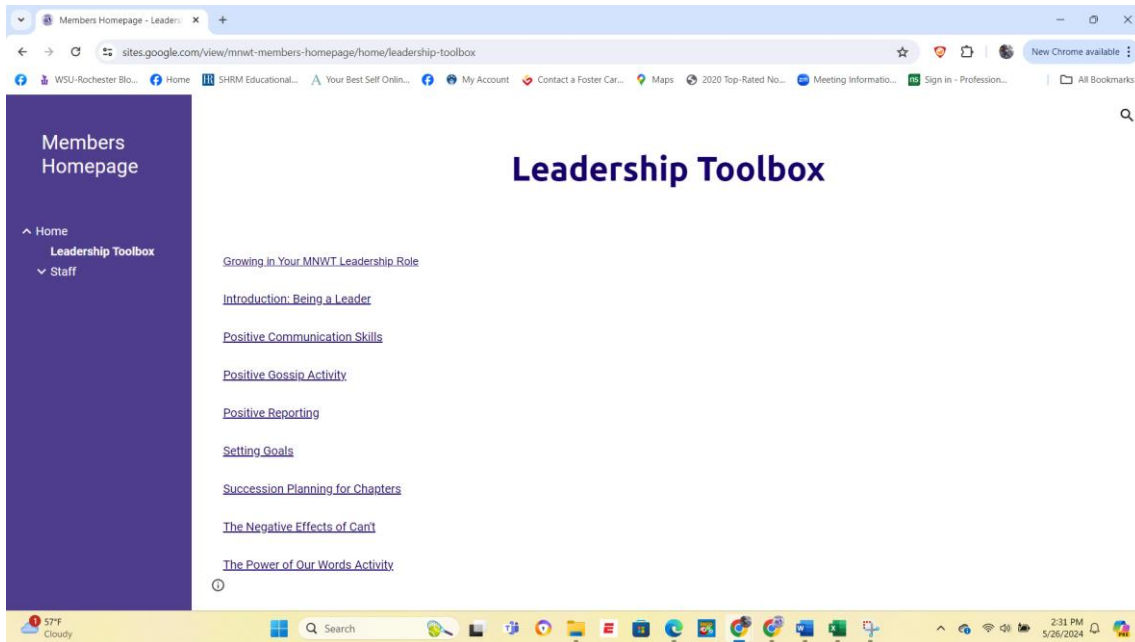 Members Homepage - Leaders
sites.google.com/view/mnwt-members-homepage/home/leadership-toolbox
New Chrome available
WSU-Rochester Blo... Home SHRM Educational... Your Best Self Onlin... My Account Contact a Foster Car... Maps 2020 Top-Rated No... Meeting Informatio... Sign in - Profession... All Bookmarks
Members
Homepage
Leadership Toolbox
Home
Leadership Toolbox
Staff
Growing in Your MNWT Leadership Role
Introduction: Being a Leader
Positive Communication Skills
Positive Gossip Activity
Positive Reporting
Setting Goals
Succession Planning for Chapters
The Negative Effects of Can't
The Power of Our Words Activity
1
57°F
Cloudy
Search
2:31 PM
5/26/2024